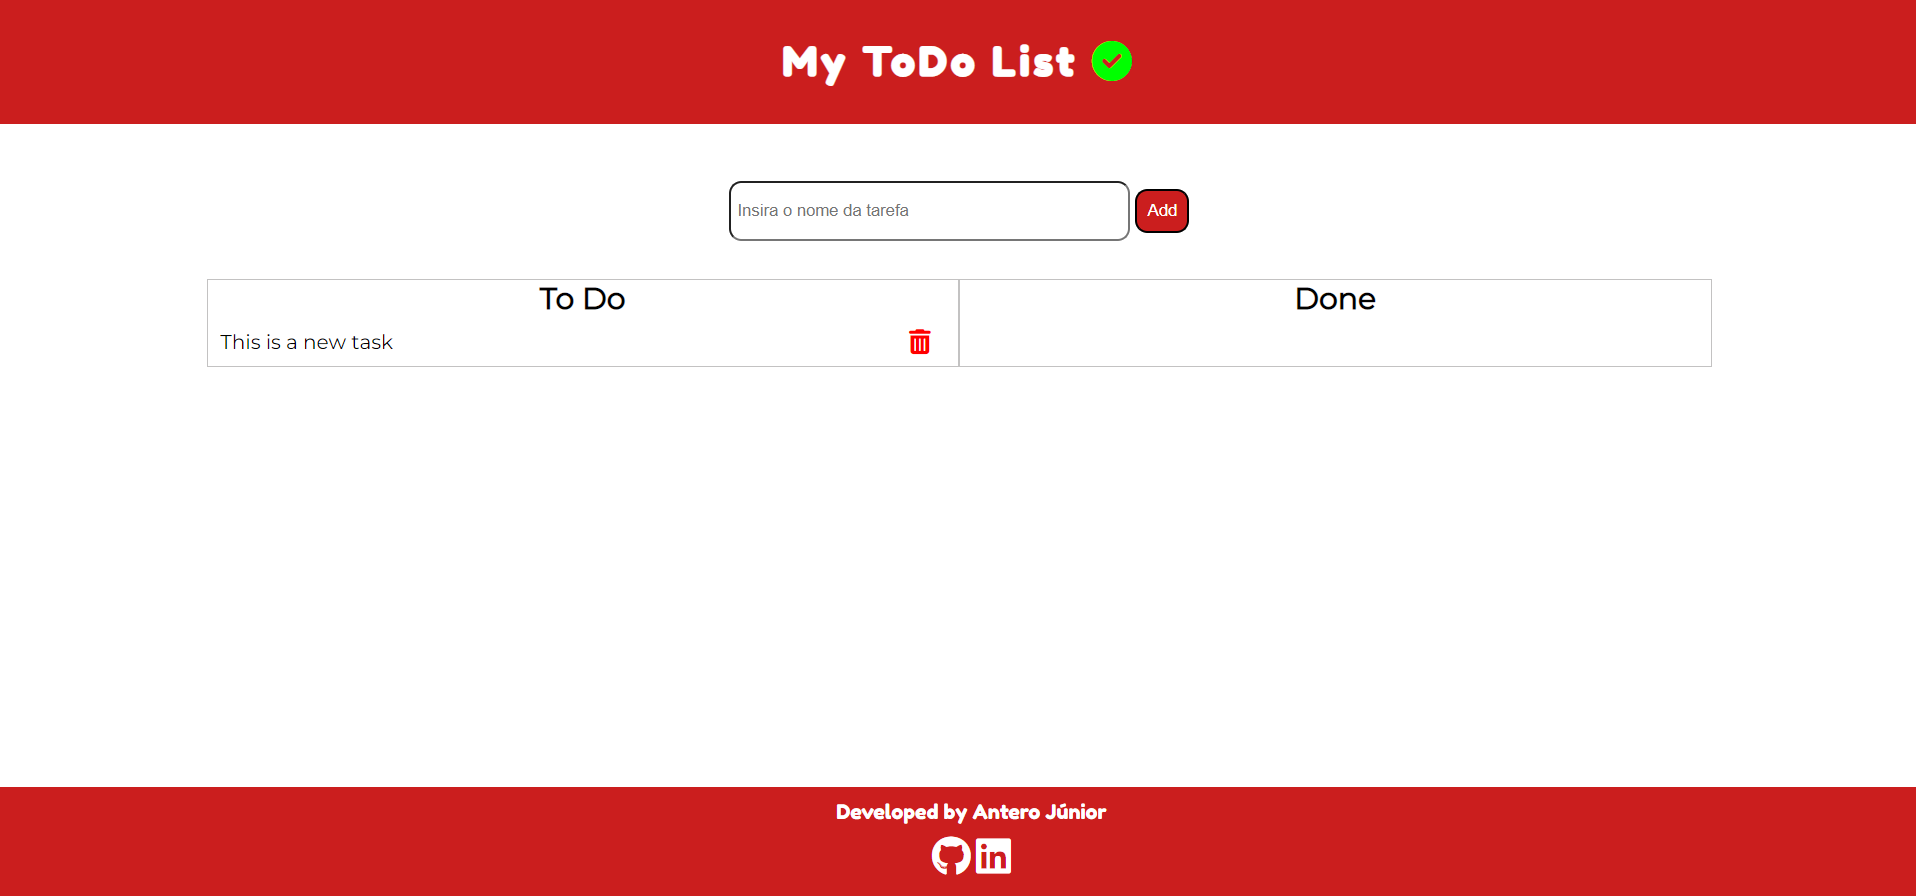 My ToDo List
Insira o nome da tarefa
Add
To Do
Done
This is a new task
Developed by Antero Júnior
in